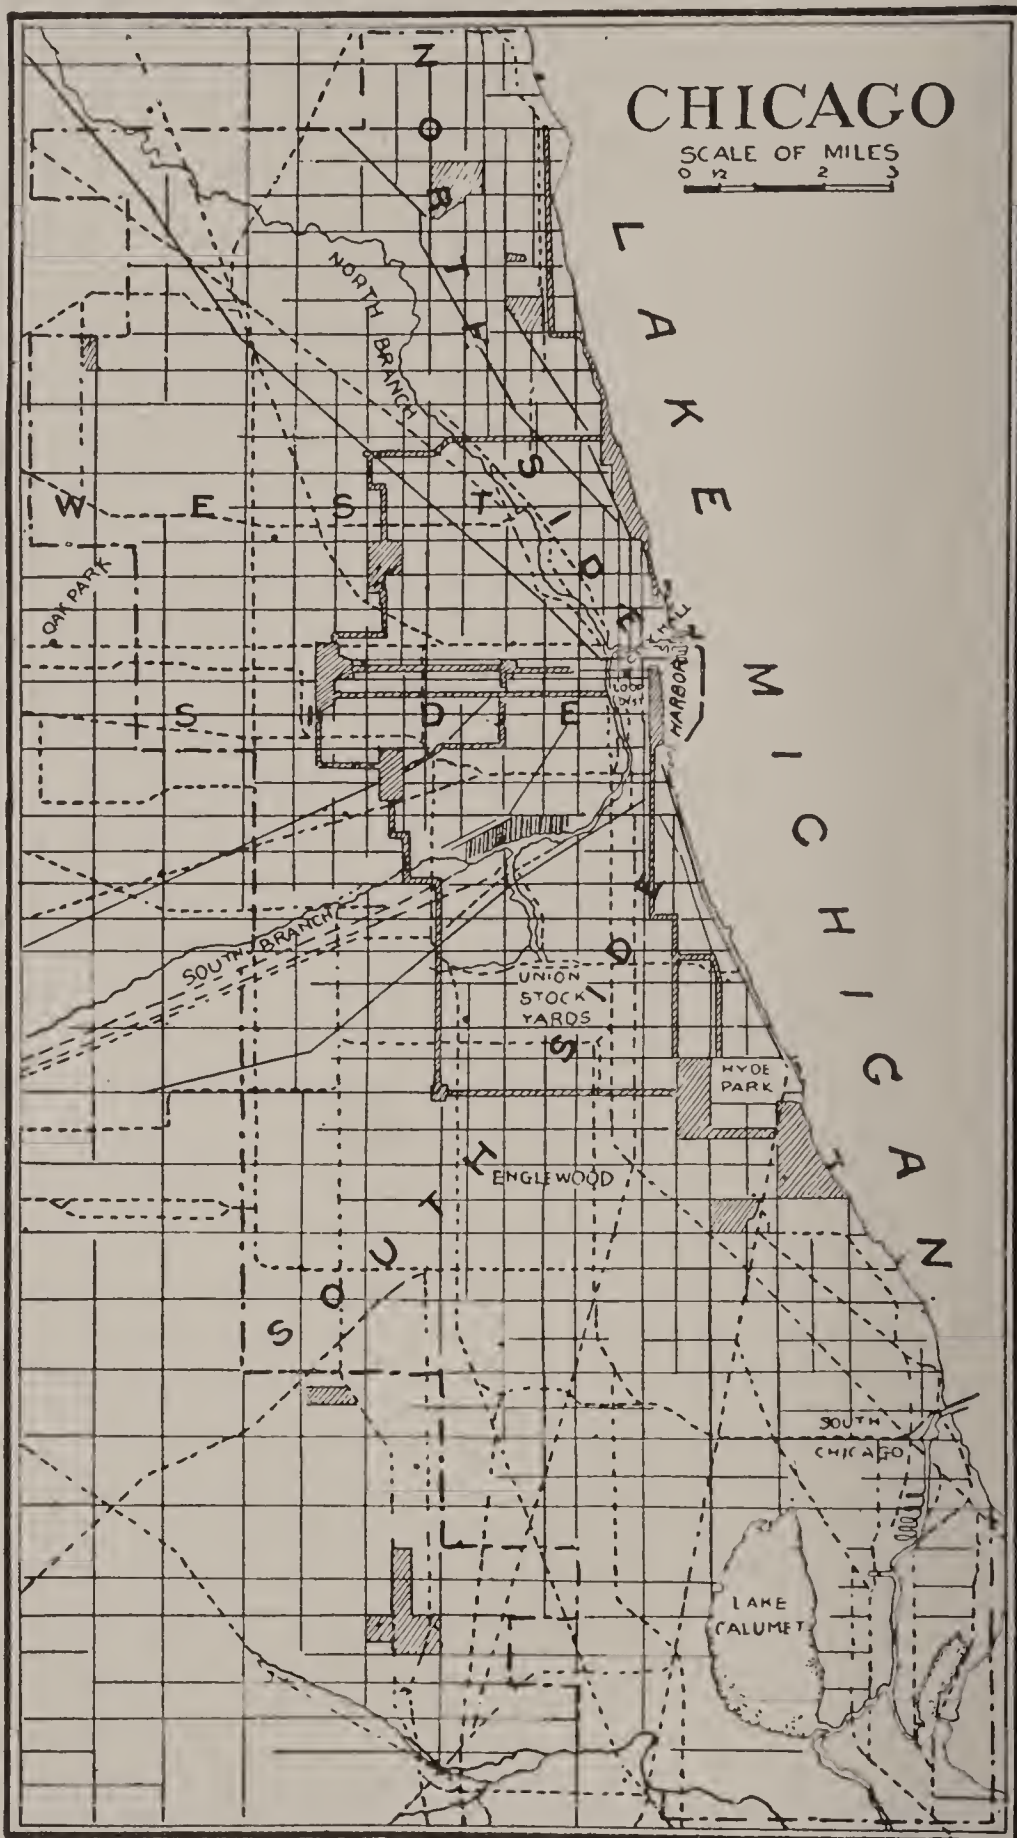 CHICAGO
SCALE OF MILES
0 ½ 2 3
NORTH SIDE
LAKE MICHIGAN
NORTH BRANCH
WEST SIDE
OAK PARK
HARBOR
SOUTH BRANCH
UNION
STOCK
YARDS
HYDE
PARK
ENGLEWOOD
SOUTH SIDE
SOUTH
CHICAGO
LAKE
CALUMET